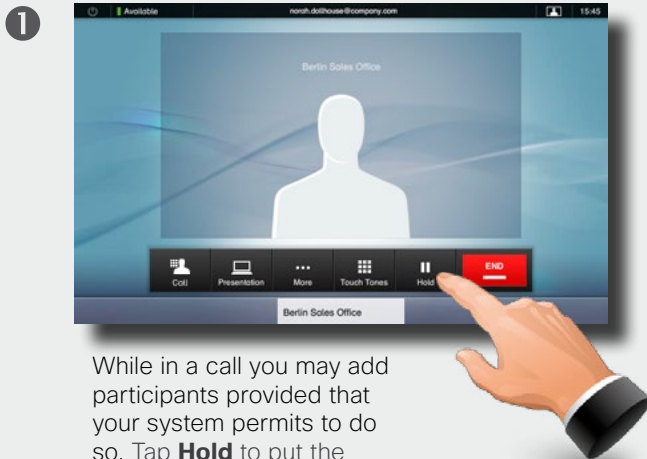 1
Available norah.dollhouse@company.com 15:45
Berlin Sales Office
Call Presentation More Touch Tones Hold END
Berlin Sales Office
While in a call you may add
participants provided that
your system permits to do
so. Tap Hold to put the